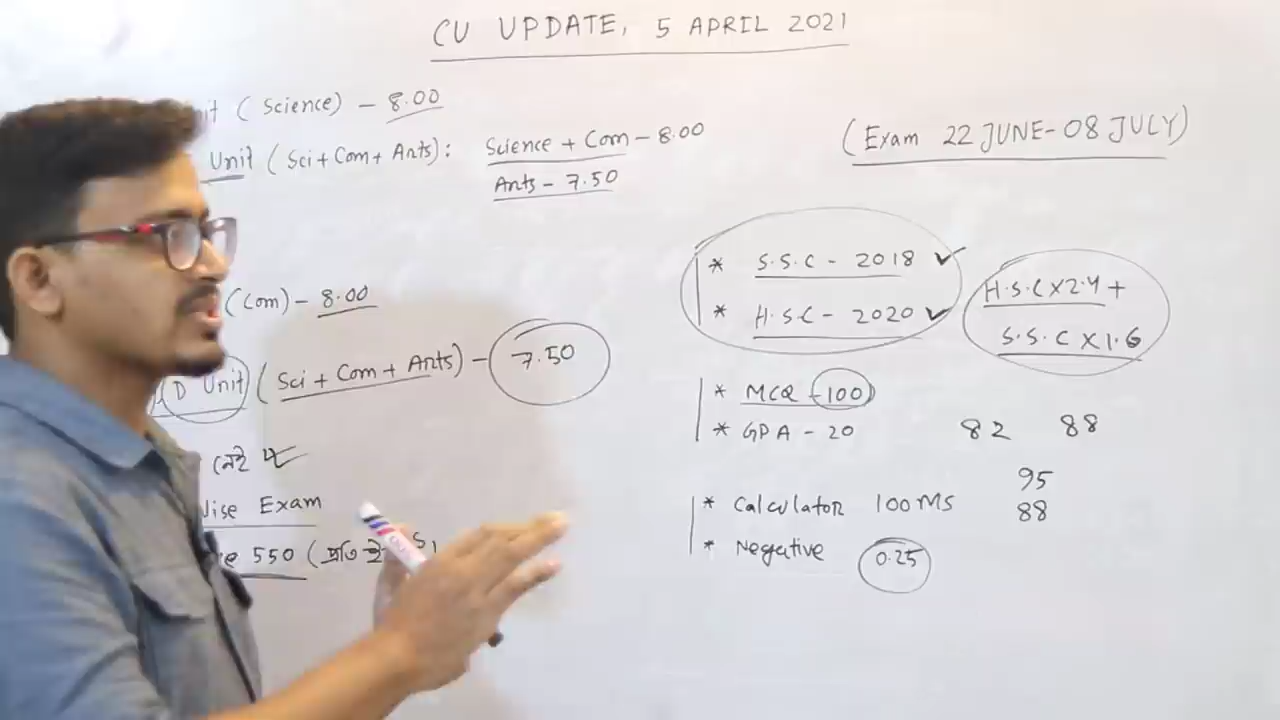 CU UPDATE, 5 APRIL 2021
it (Science) - 8.00
Unit (Sci+Com+Arts): Science + Com - 8.00
Arts - 7.50
(Com) - 8.00
D Unit (Sci + Com + Arts) - 7.50
নেই
Exam
550 (প্রতি
(Exam 22 JUNE - 08 JULY)
* S.S.C - 2018 ✓
* H.S.C - 2020 ✓
H.S.C X 2.4 +
S.S.C X 1.6
* MCQ - 100
* GPA - 20
82 88
95
88
* Calculator 100 MS
* Negative 0.25